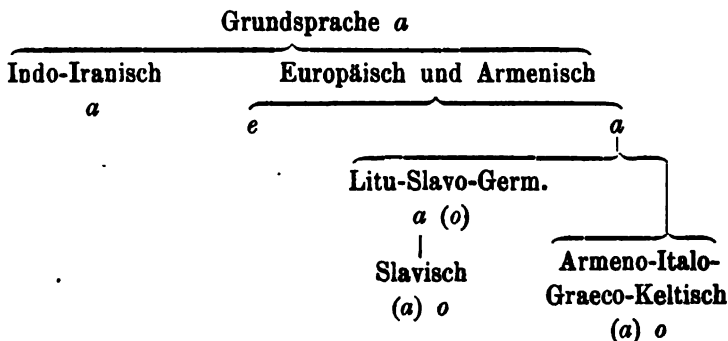 Grundsprache a
Indo-Iranisch Europäisch und Armenisch
a e a
Litu-Slavo-Germ.
a (o)
Slavisch
(a) o
Armeno-Italo-
Graeco-Keltisch
(a) o